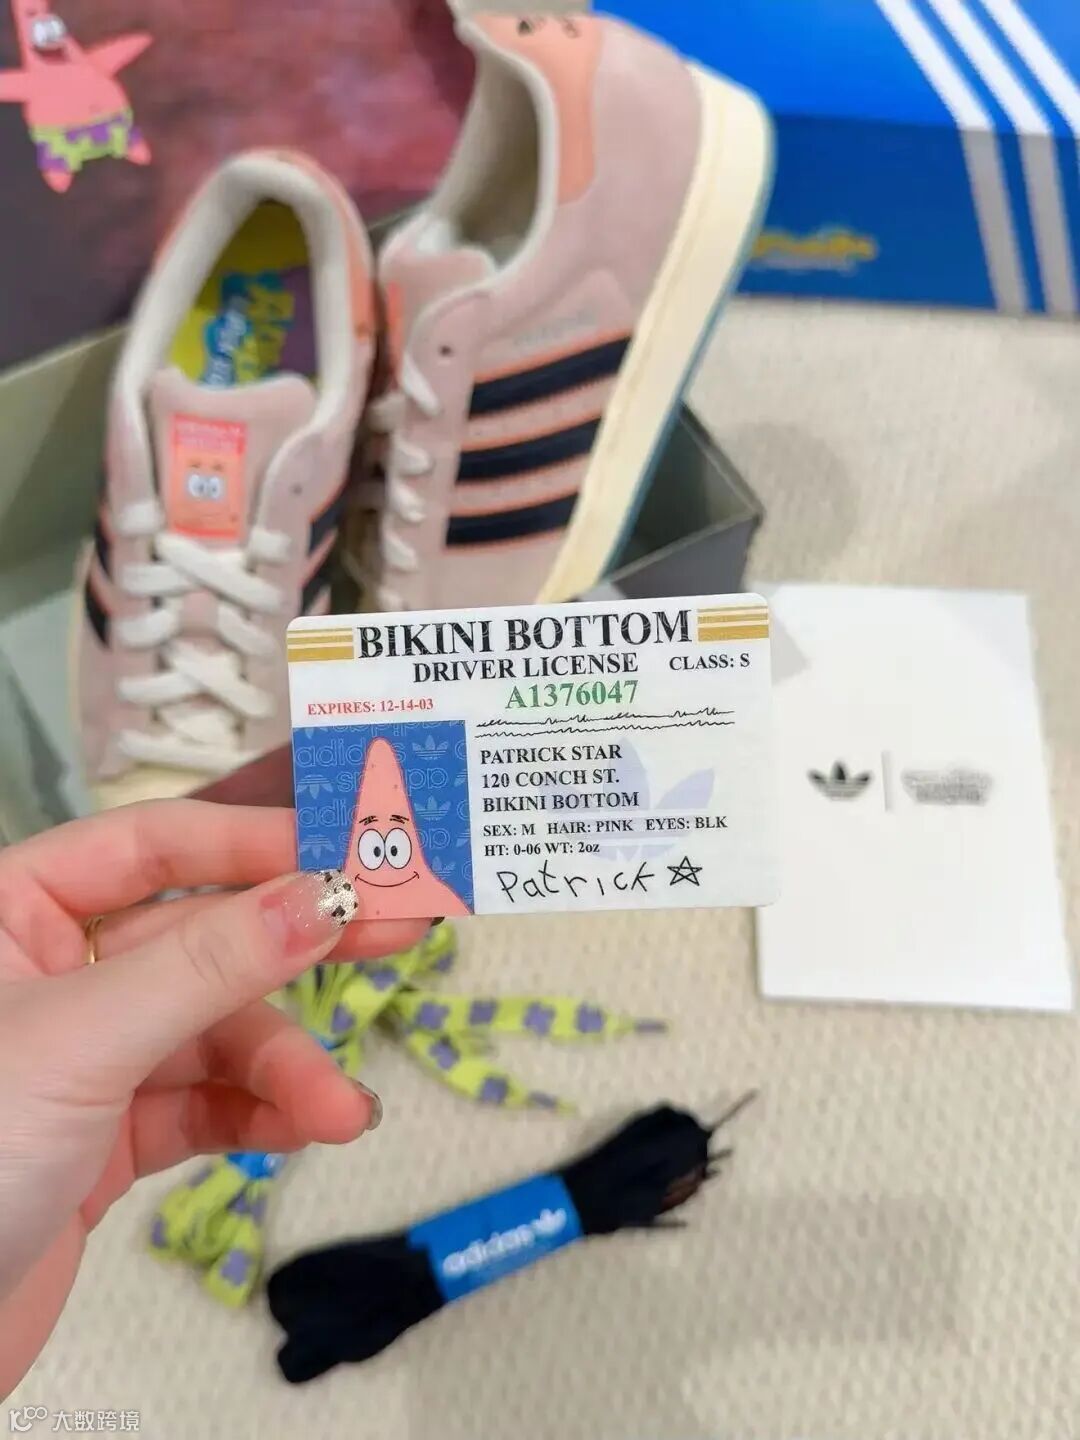 BIKINI BOTTOM
DRIVER LICENSE
CLASS: S
A1376047
EXPIRES: 12-14-03
PATRICK STAR
120 CONCH ST.
BIKINI BOTTOM
SEX: M HAIR: PINK EYES: BLK
HT: 0-06 WT: 2oz
Patrick
adidas
adidas
大数跨境